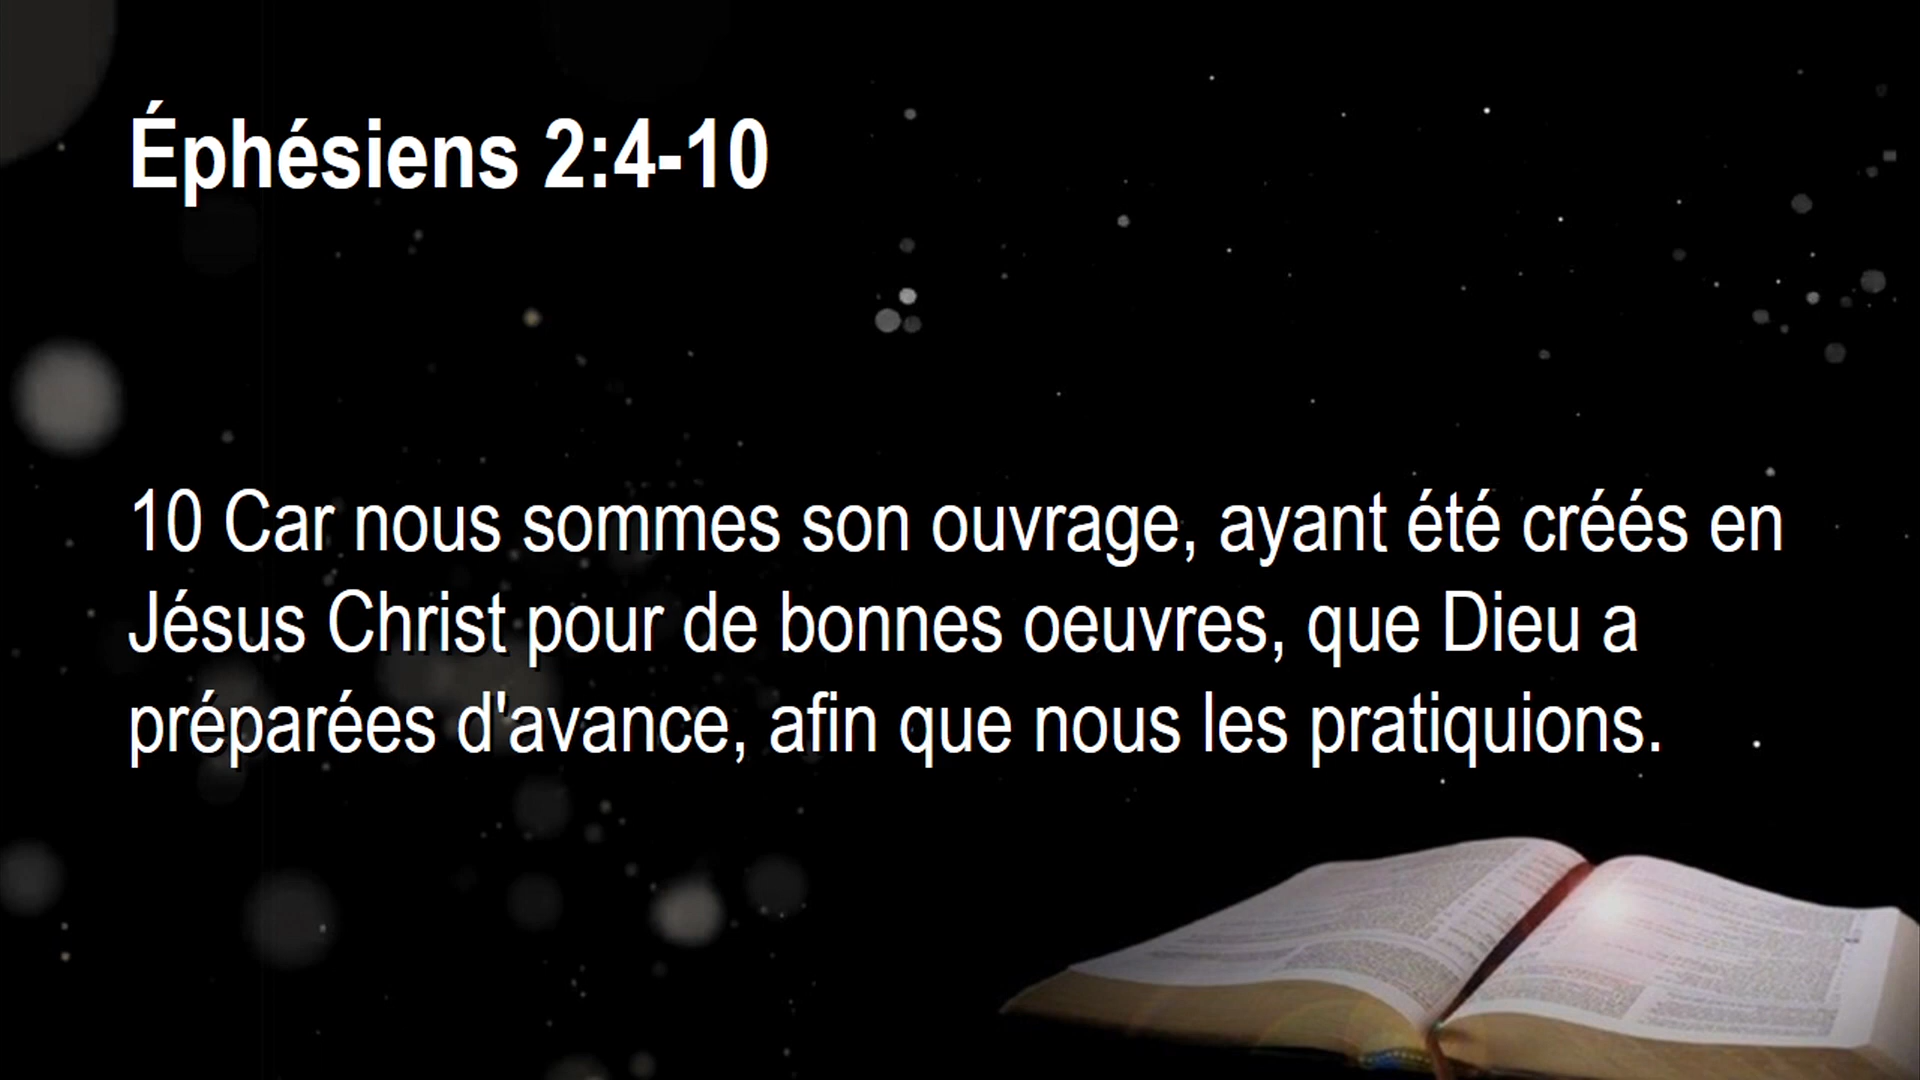 Éphésiens 2:4-10
10 Car nous sommes son ouvrage, ayant été créés en
Jésus Christ pour de bonnes oeuvres, que Dieu a
préparées d'avance, afin que nous les pratiquions.